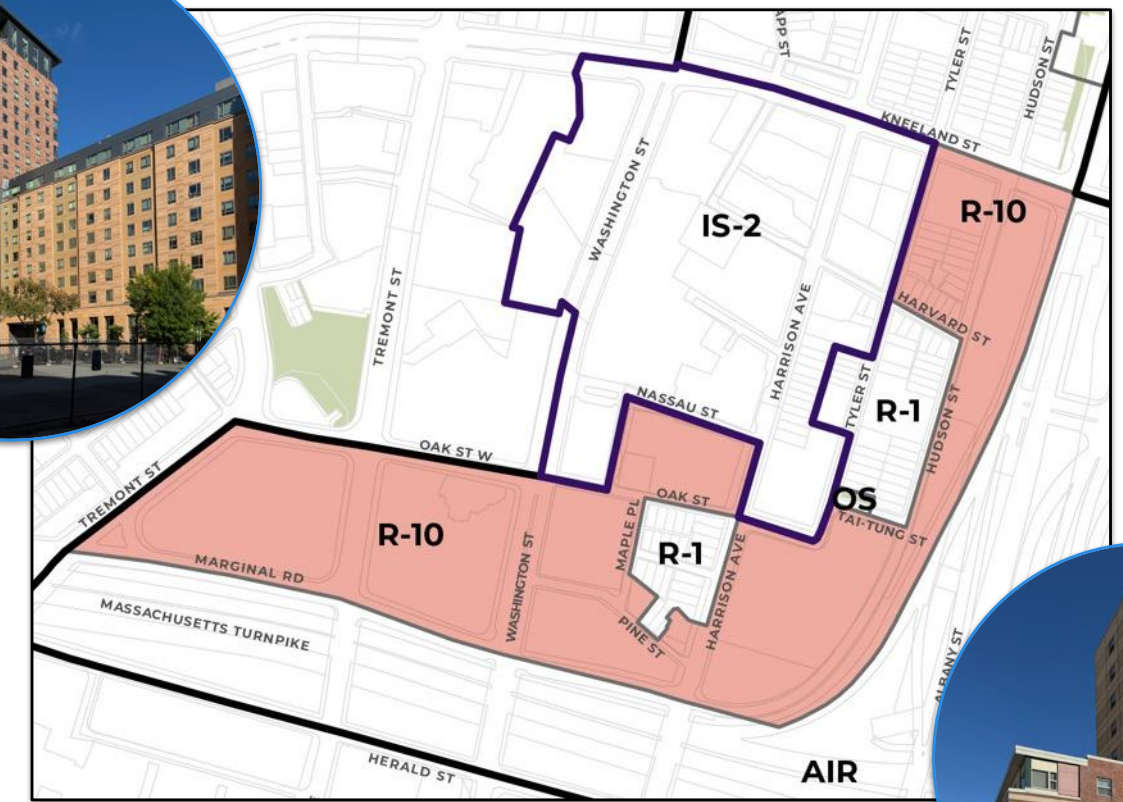 APP ST
TYLER ST
HUDSON ST
KNEELAND ST
WASHINGTON ST
IS-2
R-10
TREMONT ST
HARRISON AVE
HARVARD ST
TYLER ST
R-1
HUDSON ST
NASSAU ST
OAK ST W
TREMONT ST
OAK ST
OS
TAI-TUNG ST
R-10
WASHINGTON ST
MAPLE PL
R-1
HARRISON AVE
MARGINAL RD
PINE ST
MASSACHUSETTS TURNPIKE
ALBANY ST
HERALD ST
AIR